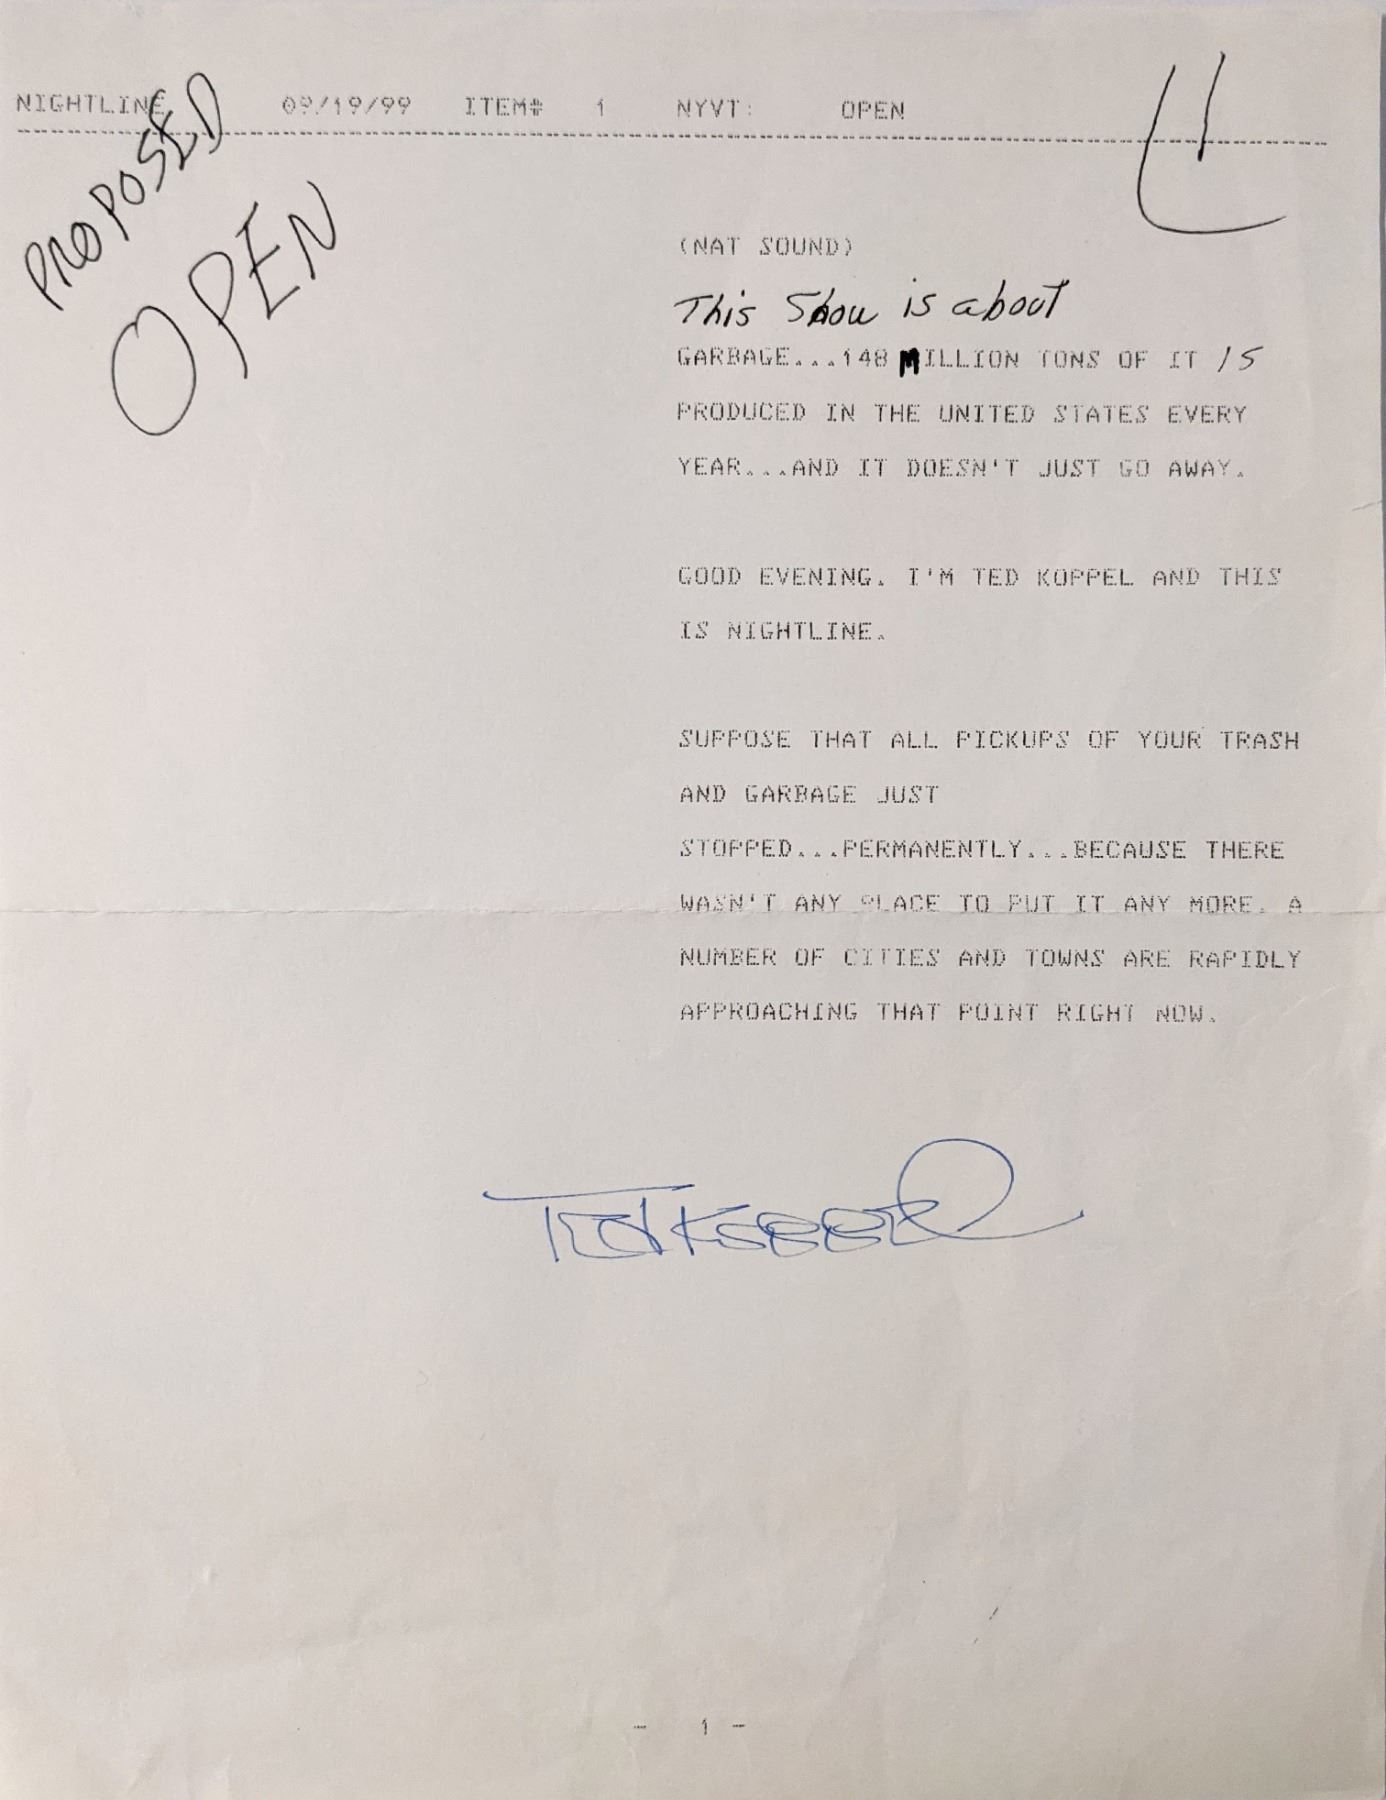 NIGHTLINE 09/19/99 ITEM# 1 NYVT: OPEN
PROPOSED
OPEN
(NAT SOUND)
This Show is about
GARBAGE...148 MILLION TONS OF IT IS
PRODUCED IN THE UNITED STATES EVERY
YEAR...AND IT DOESN'T JUST GO AWAY.
GOOD EVENING. I'M TED KOPPEL AND THIS
IS NIGHTLINE.
SUPPOSE THAT ALL PICKUPS OF YOUR TRASH
AND GARBAGE JUST
STOPPED...PERMANENTLY...BECAUSE THERE
WASN'T ANY PLACE TO PUT IT ANY MORE. A
NUMBER OF CITIES AND TOWNS ARE RAPIDLY
APPROACHING THAT POINT RIGHT NOW.
Ted Koppel
- 1 -